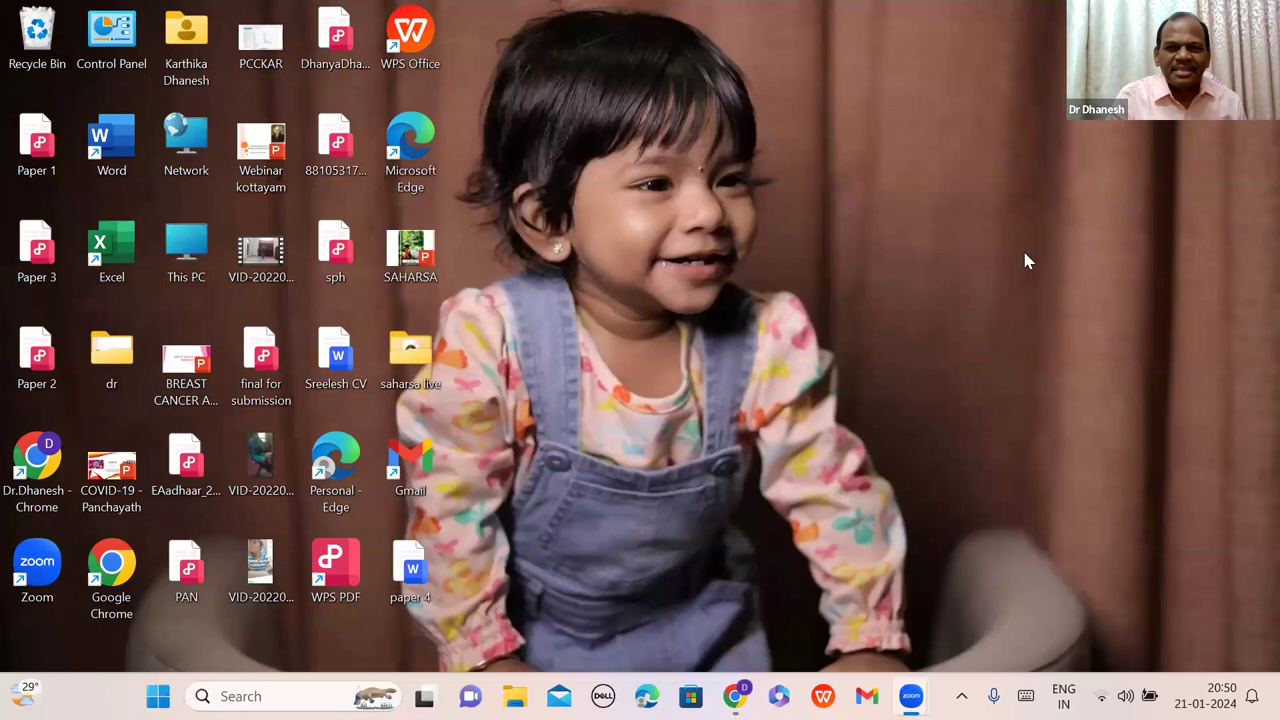 Recycle Bin
Control Panel
Karthika
Dhanesh
PCCKAR
DhanyaDha...
WPS Office
Dr Dhanesh
Paper 1
Word
Network
Webinar
kottayam
88105317...
Microsoft
Edge
Paper 3
Excel
This PC
VID-20220...
sph
SAHARSA
Paper 2
dr
BREAST
CANCER A...
final for
submission
Sreelesh CV
saharsa live
Dr.Dhanesh -
Chrome
COVID-19 -
Panchayath
EAadhaar_2...
VID-20220...
Personal -
Edge
Gmail
zoom
Zoom
Google
Chrome
PAN
VID-20220...
WPS PDF
paper 4
29°
Search
DELL
zoom
ENG
IN
20:50
21-01-2024